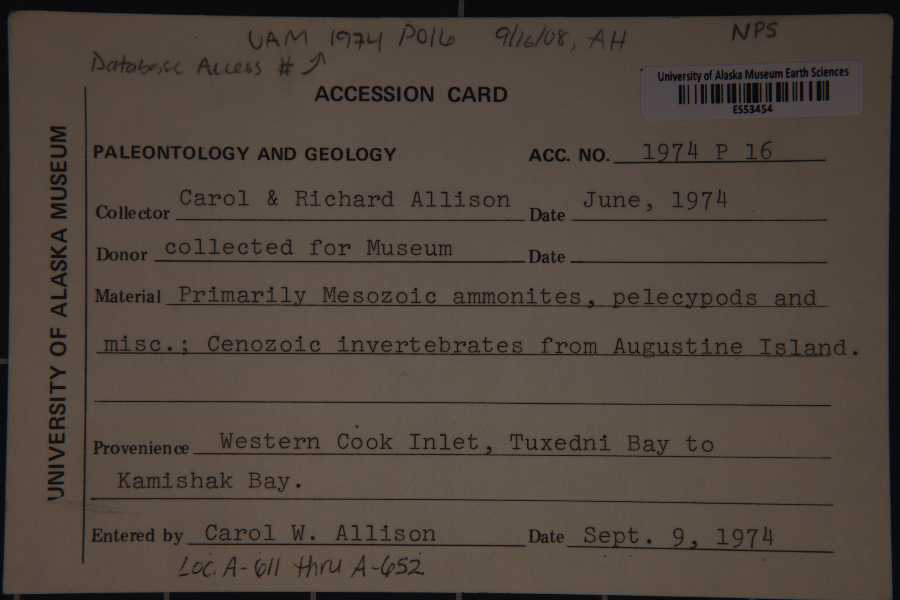 UAM 1974 P016 9/16/08, AH NPS
Database Access # ↑
University of Alaska Museum Earth Sciences
ES53454
ACCESSION CARD
UNIVERSITY OF ALASKA MUSEUM
PALEONTOLOGY AND GEOLOGY ACC. NO. 1974 P 16
Collector Carol & Richard Allison Date June, 1974
Donor collected for Museum Date
Material Primarily Mesozoic ammonites, pelecypods and
misc.; Cenozoic invertebrates from Augustine Island.
Provenience Western Cook Inlet, Tuxedni Bay to
Kamishak Bay.
Entered by Carol W. Allison Date Sept. 9, 1974
Loc. A-611 thru A-652